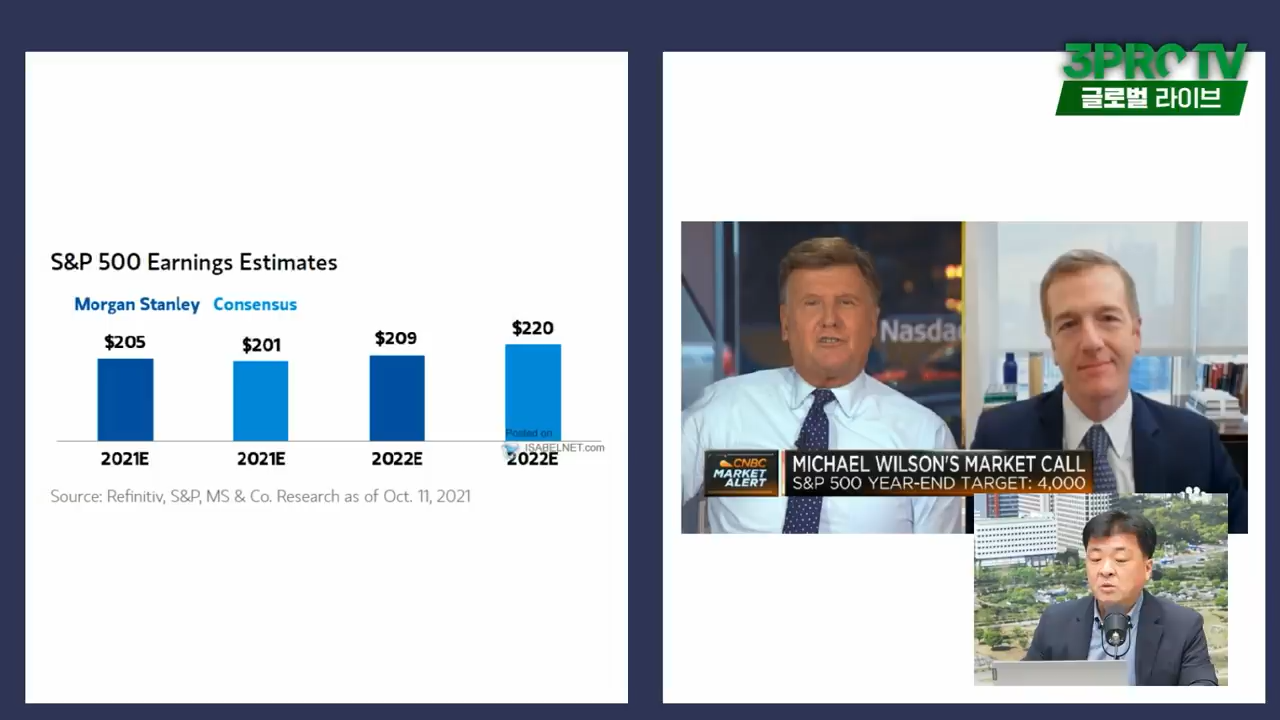 3PRO TV
글로벌 라이브
S&P 500 Earnings Estimates
Morgan Stanley Consensus
$205
$201
$209
$220
Posted on
ISABELNET.com
2021E
2021E
2022E
2022E
Source: Refinitiv, S&P, MS & Co. Research as of Oct. 11, 2021
Nasdaq
CNBC
MARKET
ALERT
MICHAEL WILSON'S MARKET CALL
S&P 500 YEAR-END TARGET: 4,000